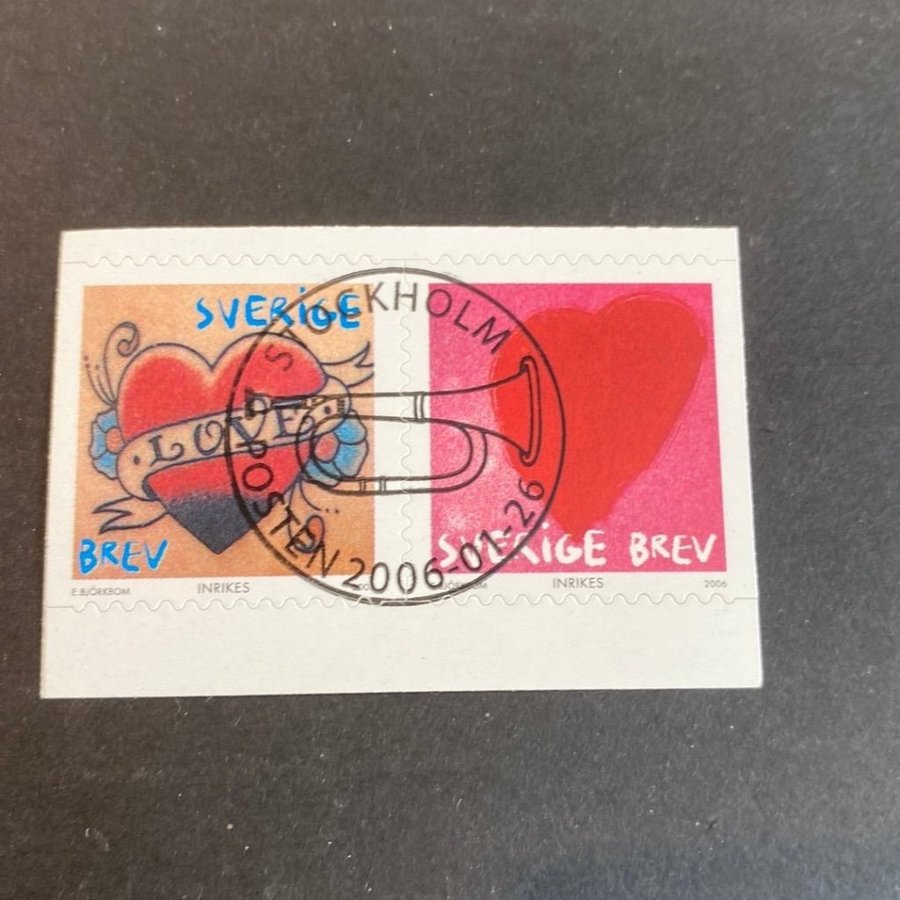 SVERIGE
LOVE
BREV
E.BJÖRKBOM
INRIKES
SVERIGE BREV
INRIKES
2006
STOCKHOLM
POSTEN 2006-01-26